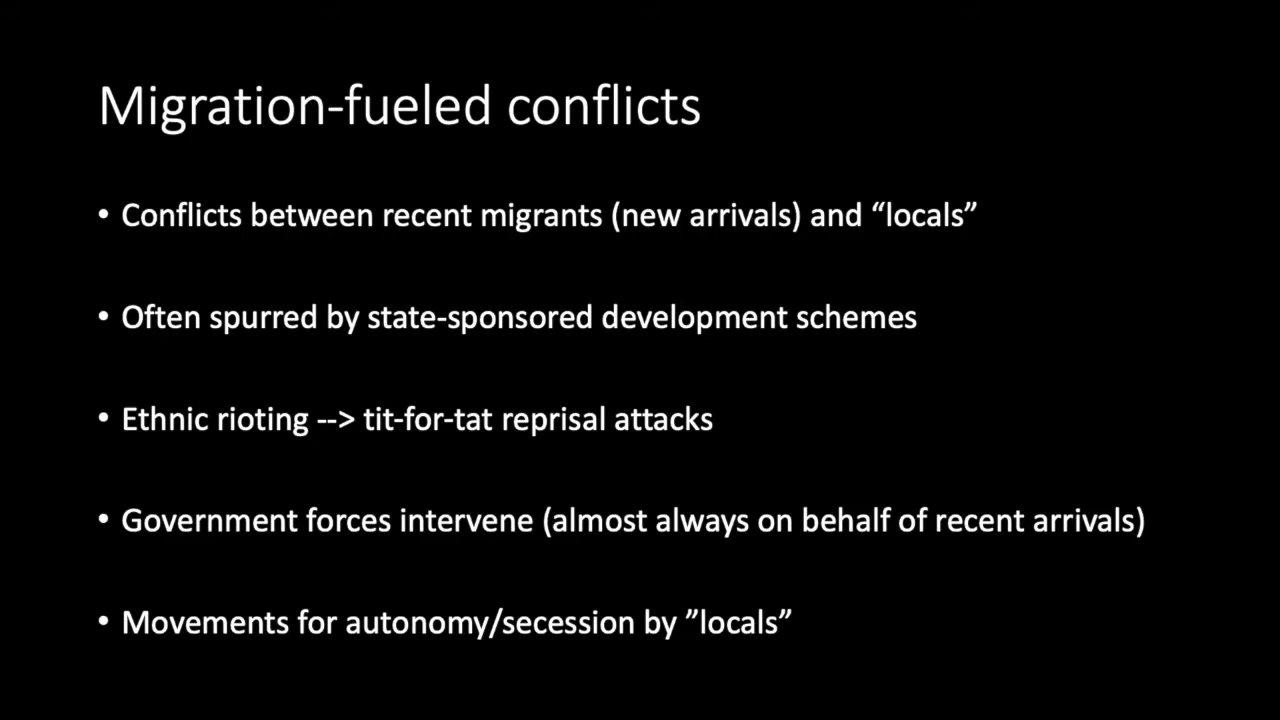 Migration-fueled conflicts
• Conflicts between recent migrants (new arrivals) and “locals”
• Often spurred by state-sponsored development schemes
• Ethnic rioting --> tit-for-tat reprisal attacks
• Government forces intervene (almost always on behalf of recent arrivals)
• Movements for autonomy/secession by ”locals”